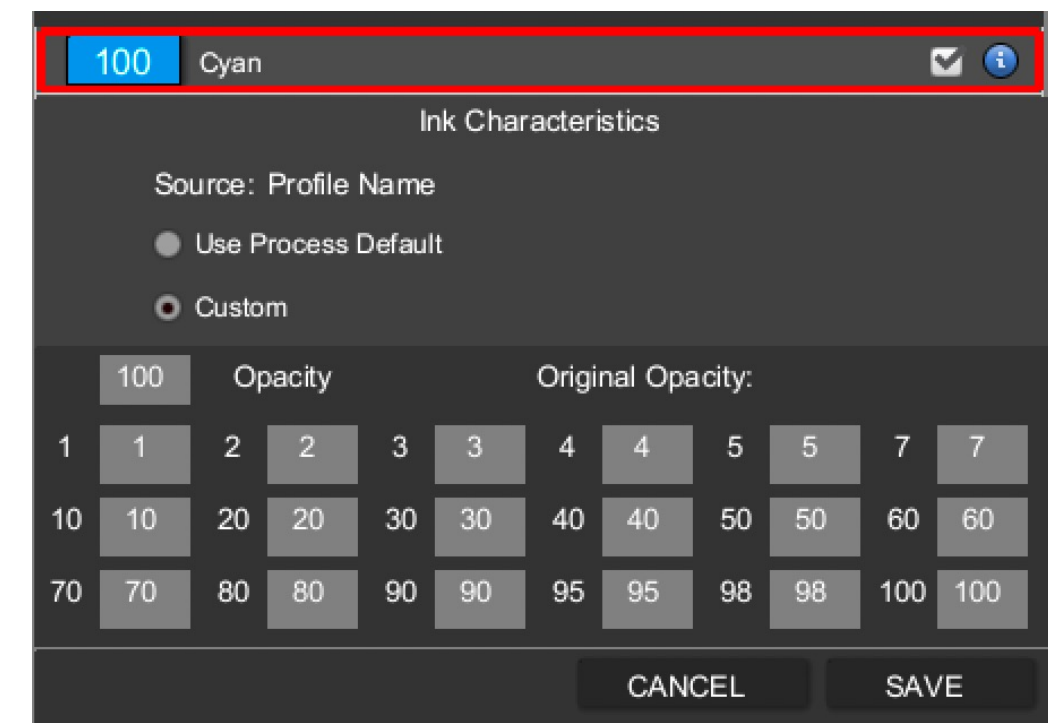 100 Cyan
Ink Characteristics
Source: Profile Name
Use Process Default
Custom
100 Opacity Original Opacity:
1 1 2 2 3 3 4 4 5 5 7 7
10 10 20 20 30 30 40 40 50 50 60 60
70 70 80 80 90 90 95 95 98 98 100 100
CANCEL SAVE